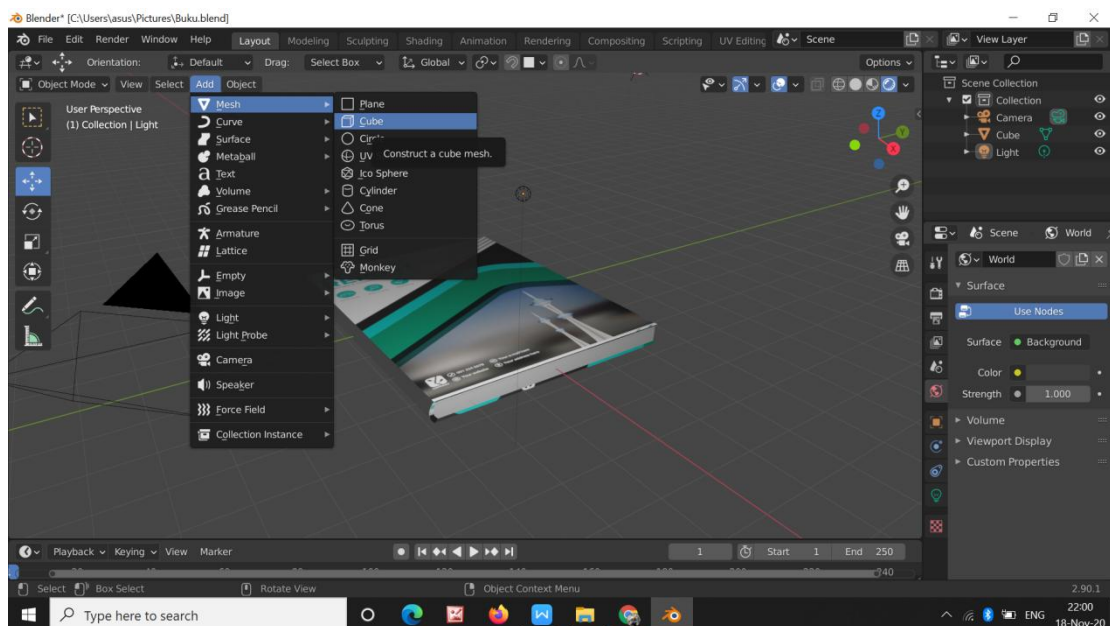 Blender* [C:\Users\asus\Pictures\Buku.blend]
File Edit Render Window Help Layout Modeling Sculpting Shading Animation Rendering Compositing Scripting UV Editing Scene View Layer
Orientation: Default Drag: Select Box Global Options
Object Mode View Select Add Object
User Perspective
(1) Collection | Light
Mesh
Curve
Surface
Metaball
Text
Volume
Grease Pencil
Armature
Lattice
Empty
Image
Light
Light Probe
Camera
Speaker
Force Field
Collection Instance
Plane
Cube
Construct a cube mesh.
Ico Sphere
Cylinder
Cone
Torus
Grid
Monkey
Z
Y
X
Scene Collection
Collection
Camera
Cube
Light
Scene World
World
Surface
Use Nodes
Surface Background
Color
Strength 1.000
Volume
Viewport Display
Custom Properties
Playback Keying View Marker 1 Start 1 End 250
Select Box Select Rotate View Object Context Menu 2.90.1
Type here to search ENG 22:00
18-Nov-20